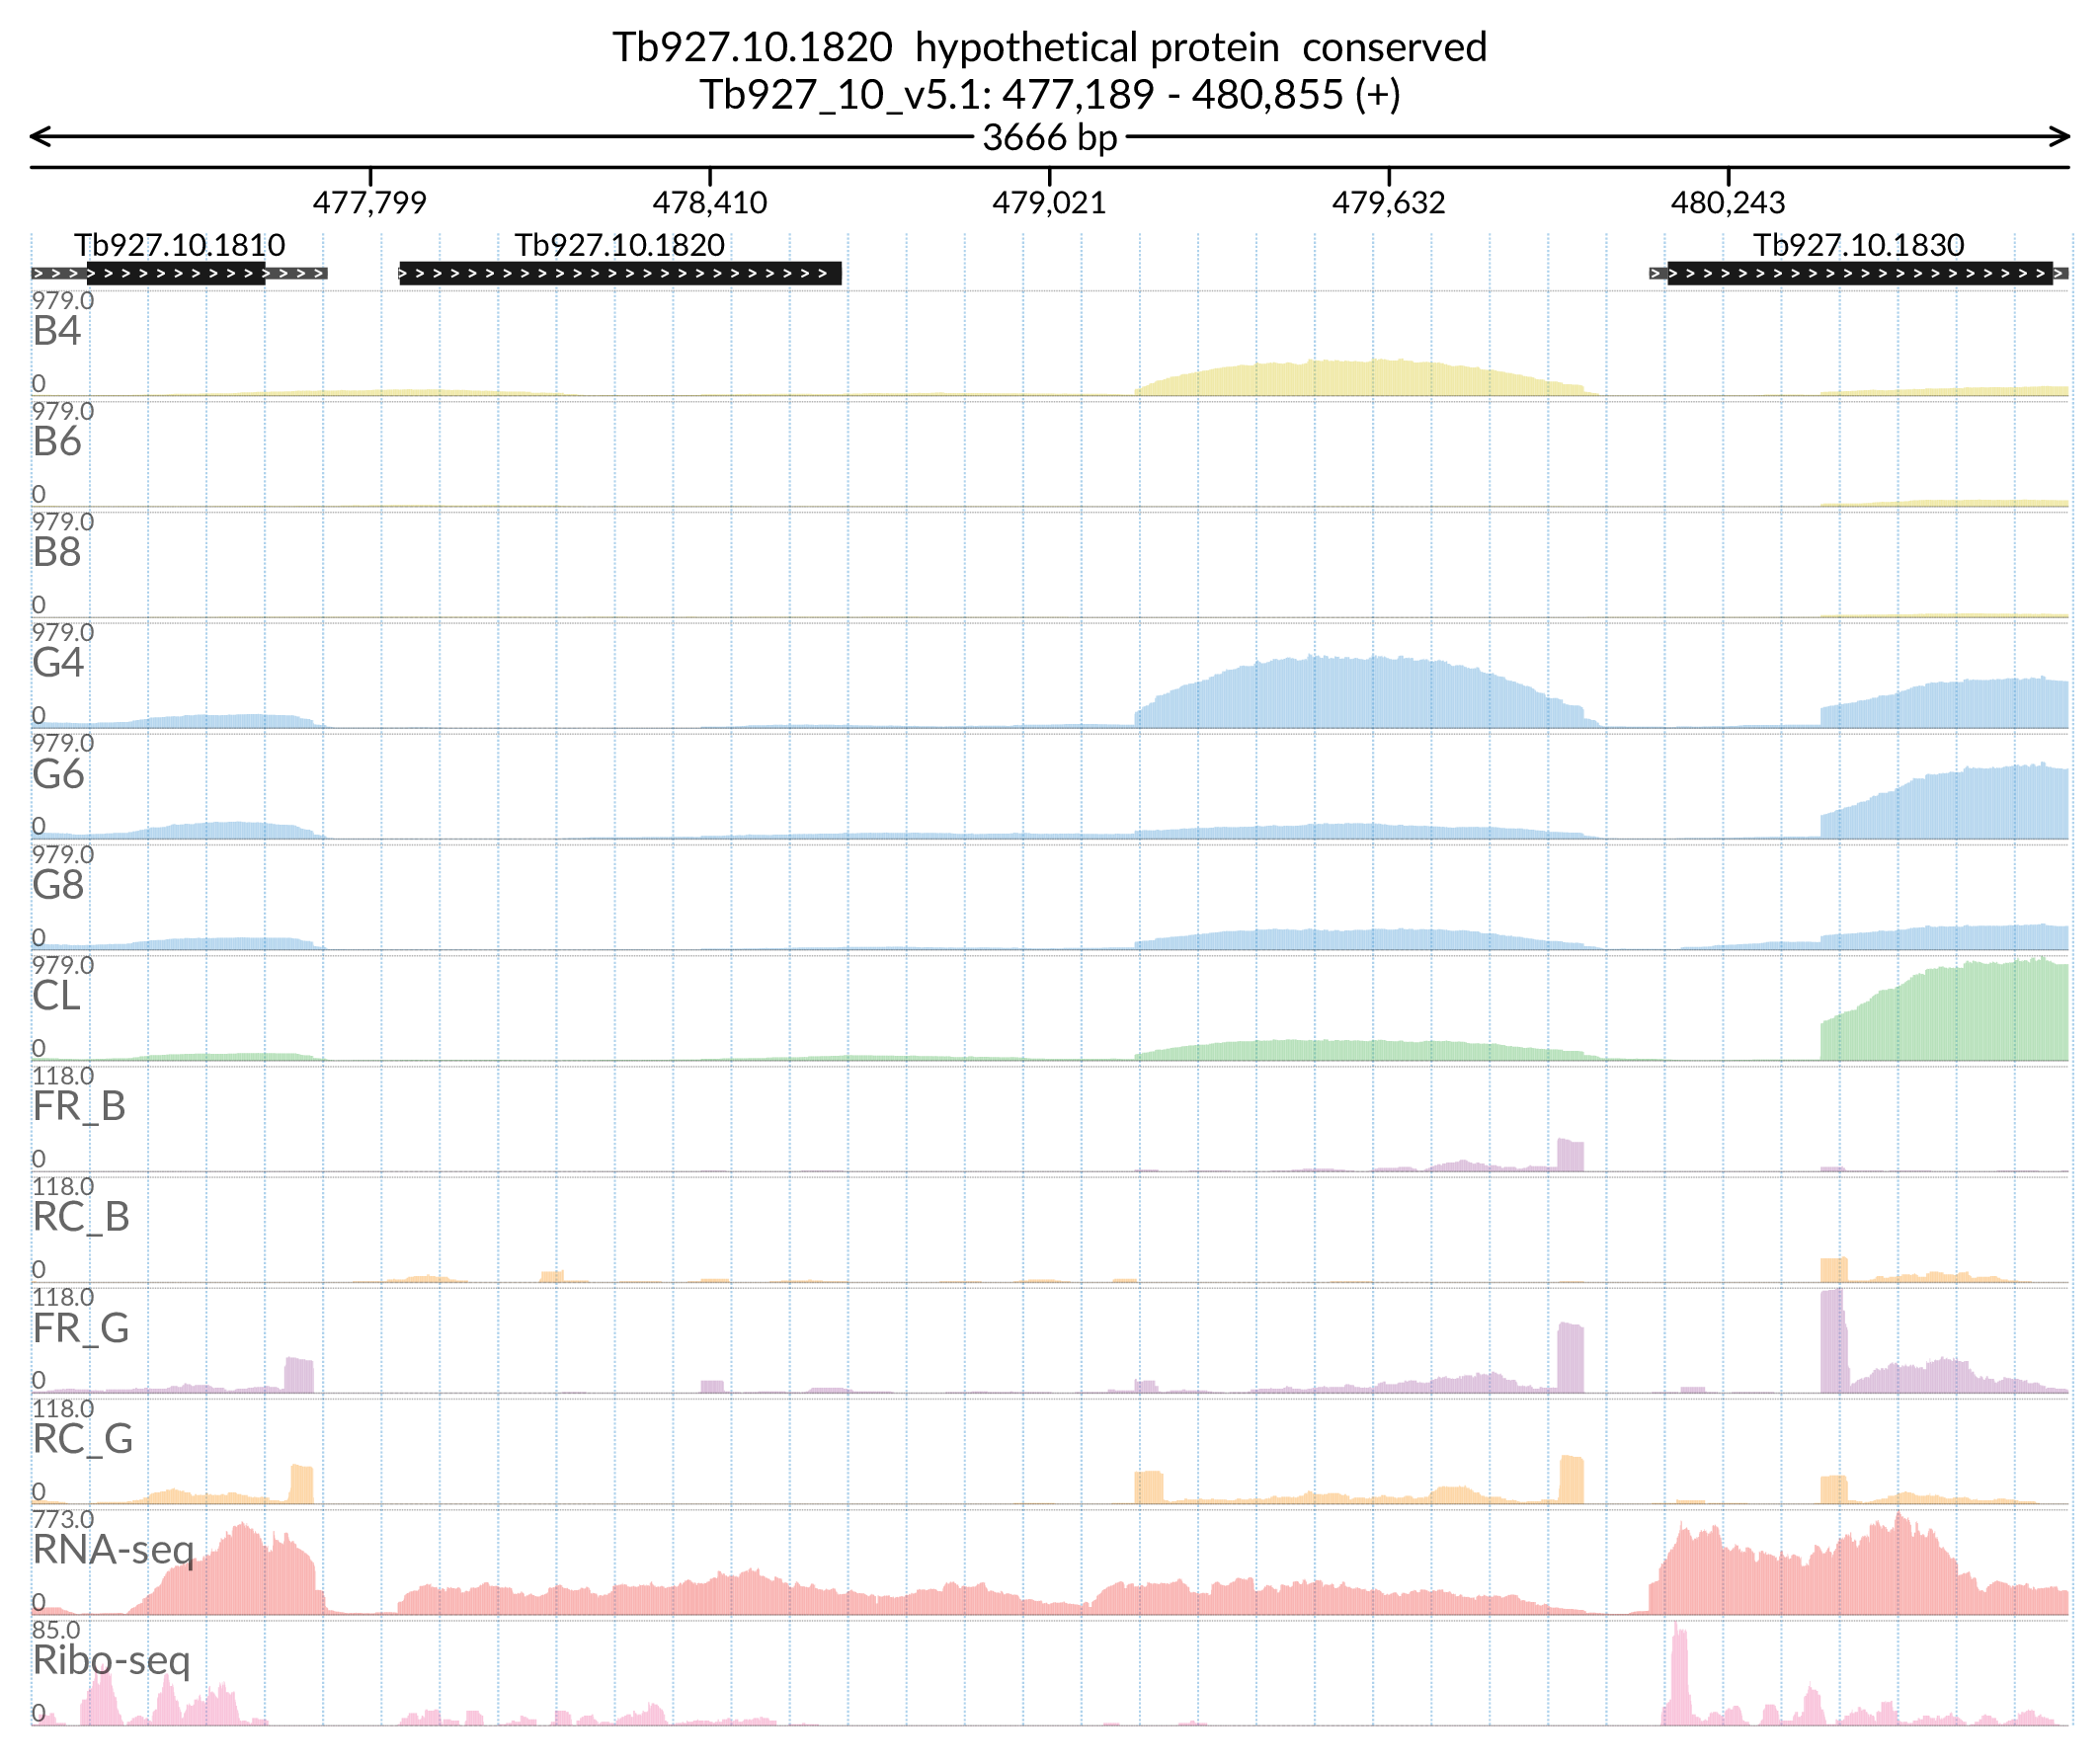 Tb927.10.1820 hypothetical protein conserved
Tb927_10_v5.1: 477,189 - 480,855 (+)
3666 bp
477,799 478,410 479,021 479,632 480,243
Tb927.10.1810 Tb927.10.1820 Tb927.10.1830
979.0
B4
0
979.0
B6
0
979.0
B8
0
979.0
G4
0
979.0
G6
0
979.0
G8
0
979.0
CL
0
118.0
FR_B
0
118.0
RC_B
0
118.0
FR_G
0
118.0
RC_G
0
773.0
RNA-seq
0
85.0
Ribo-seq
0